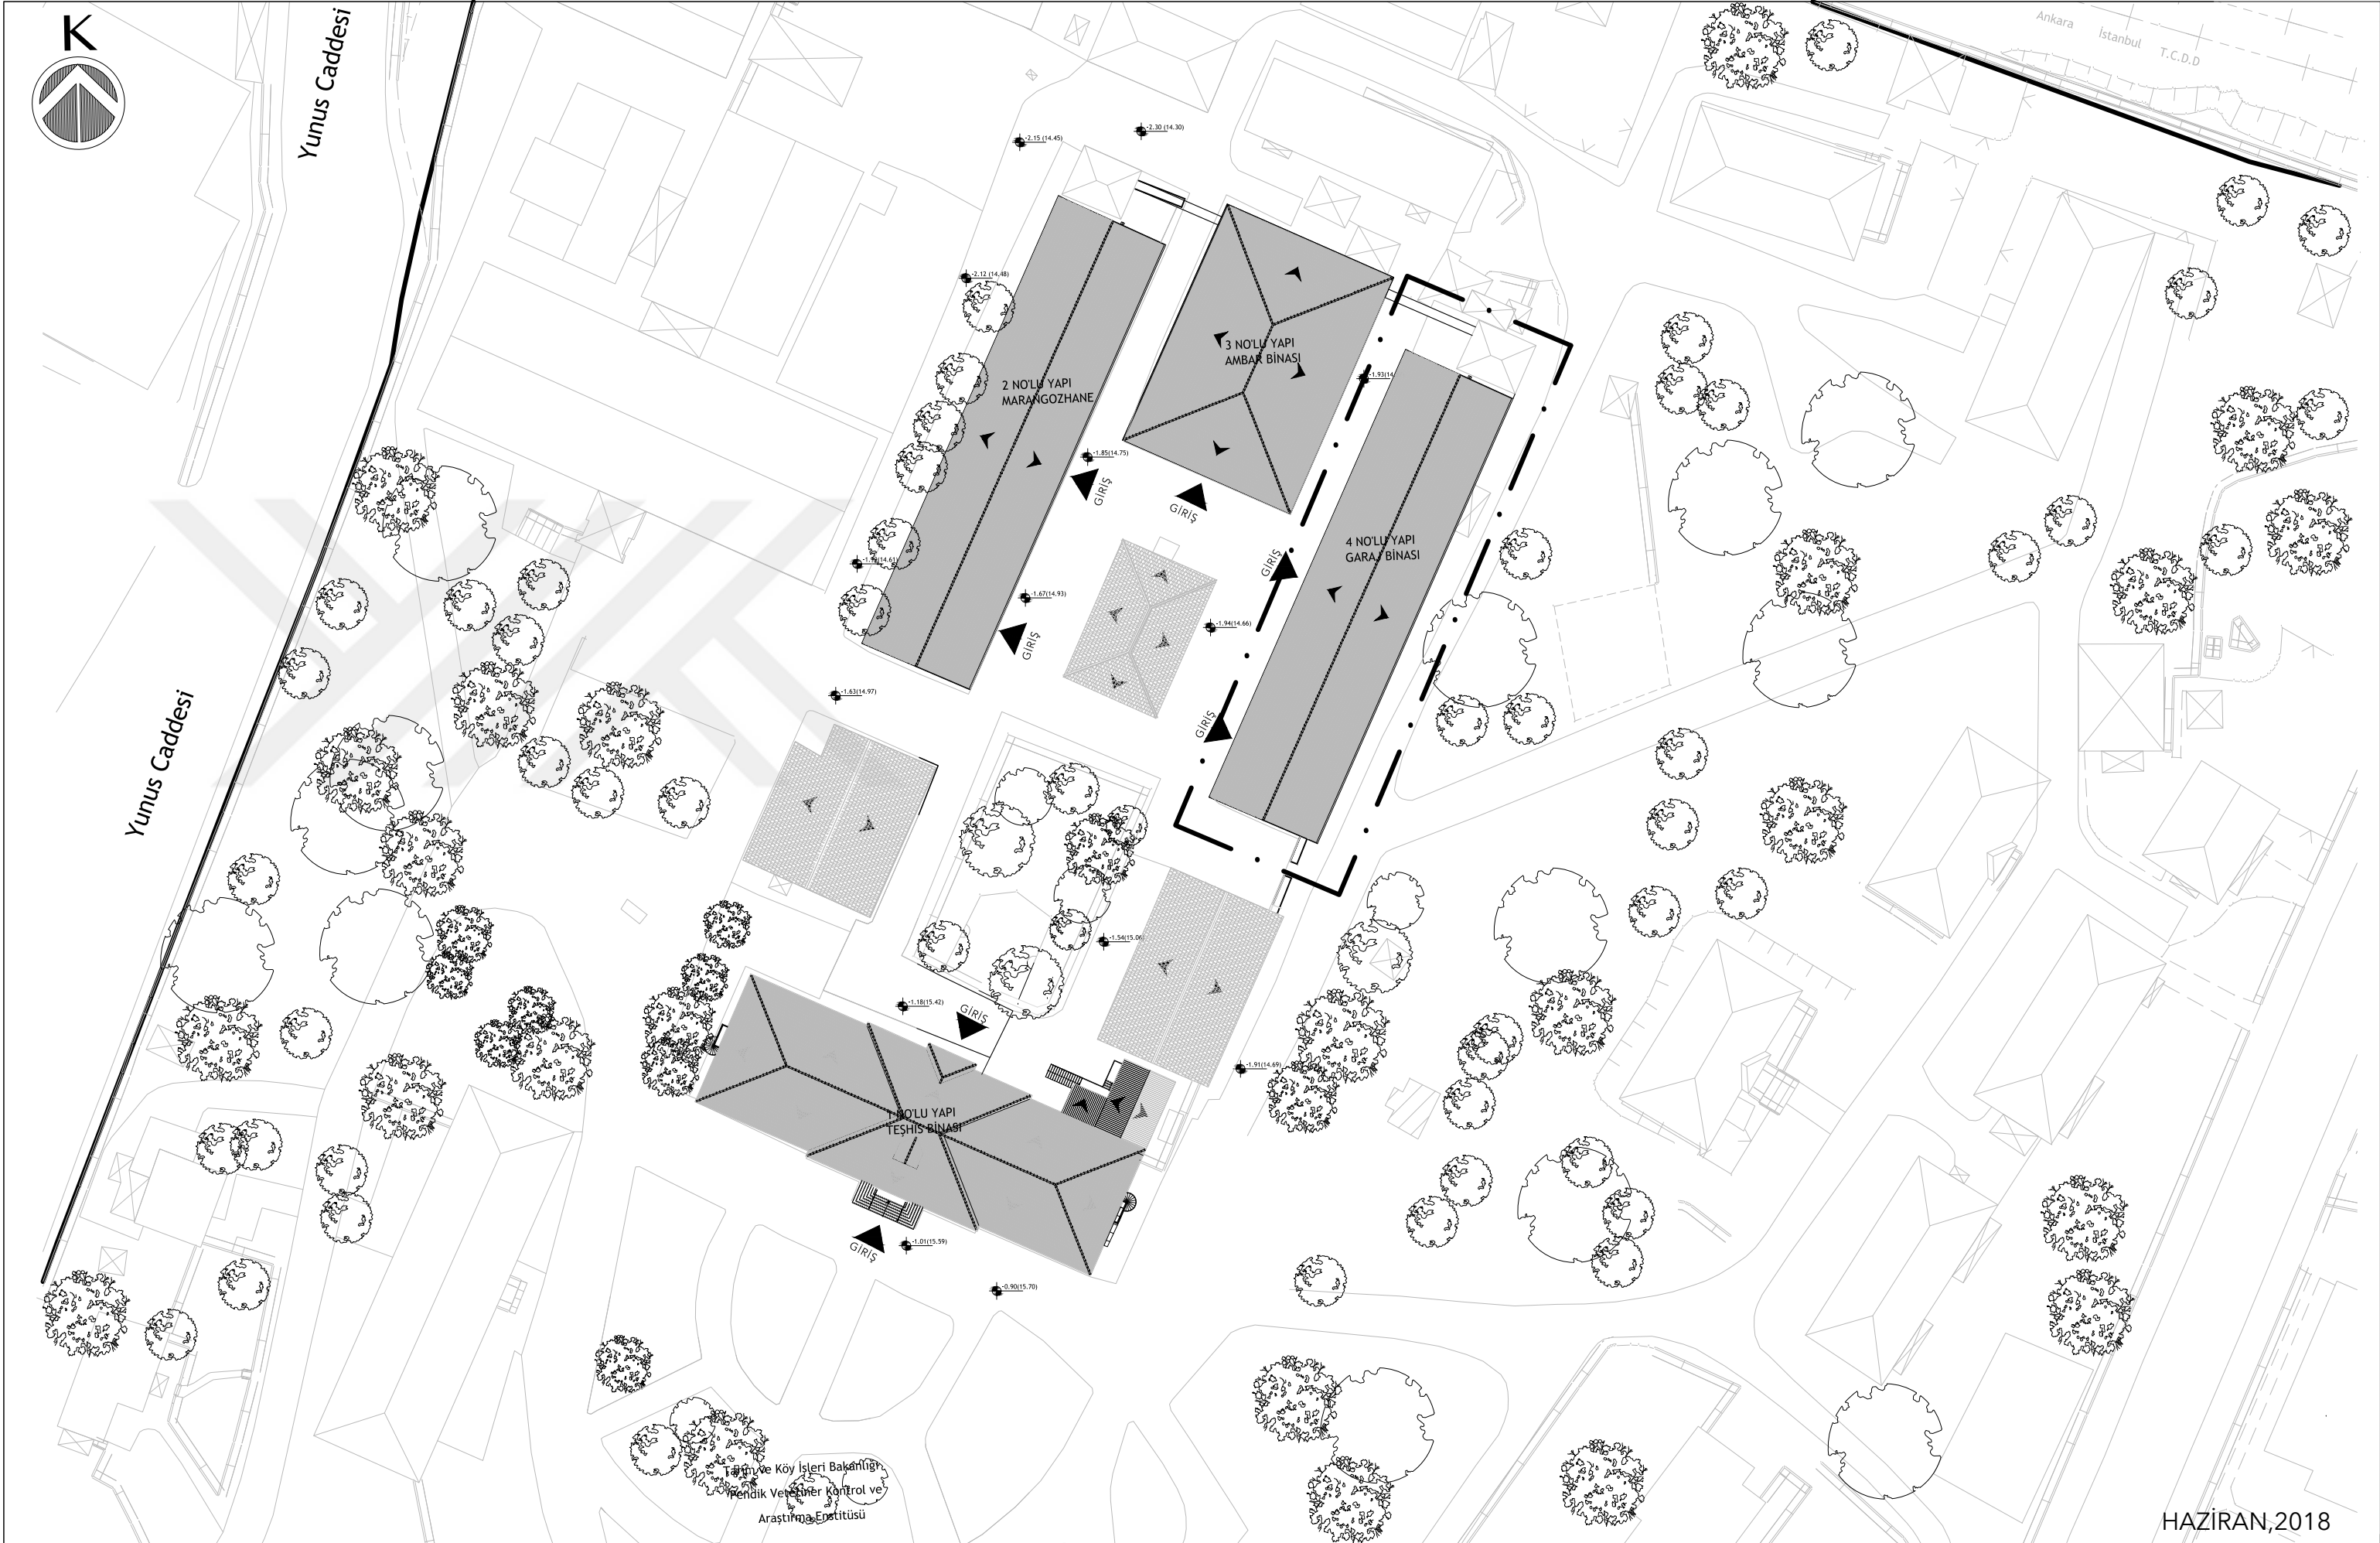 K
Yunus Caddesi
Ankara İstanbul T.C.D.D
-2.15 (14.45)
-2.30 (14.30)
-2.12 (14.48)
3 NO'LU YAPI
AMBAR BİNASI
-1.93(14
2 NO'LU YAPI
MARANGOZHANE
-1.85(14.75)
GİRİŞ
GİRİŞ
4 NO'LU YAPI
GARAJ BİNASI
GİRİŞ
-1.67(14.93)
-1.94(14.66)
GİRİŞ
-1.63(14.97)
GİRİŞ
Yunus Caddesi
-1.54(15.06)
-1.18(15.42)
GİRİŞ
-1.91(14.69)
1 NO'LU YAPI
TEŞHİS BİNASI
GİRİŞ
-1.01(15.59)
-0.90(15.70)
Tarım ve Köy İşleri Bakanlığı
Pendik Veteriner Kontrol ve
Araştırma Enstitüsü
HAZİRAN,2018